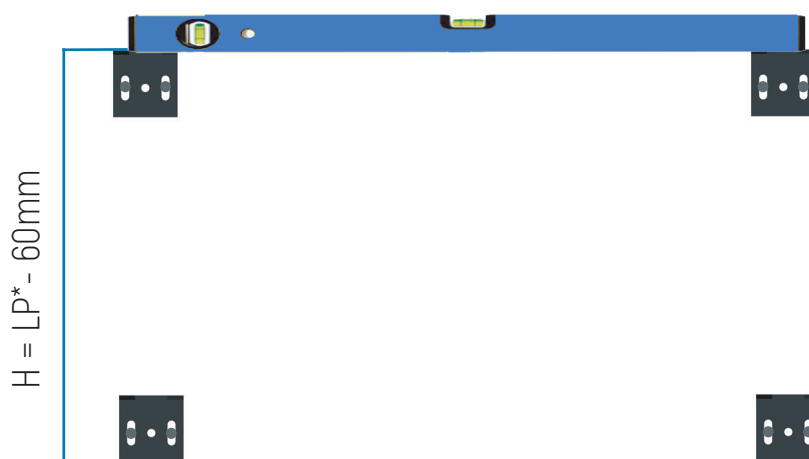 H = LP* - 60mm